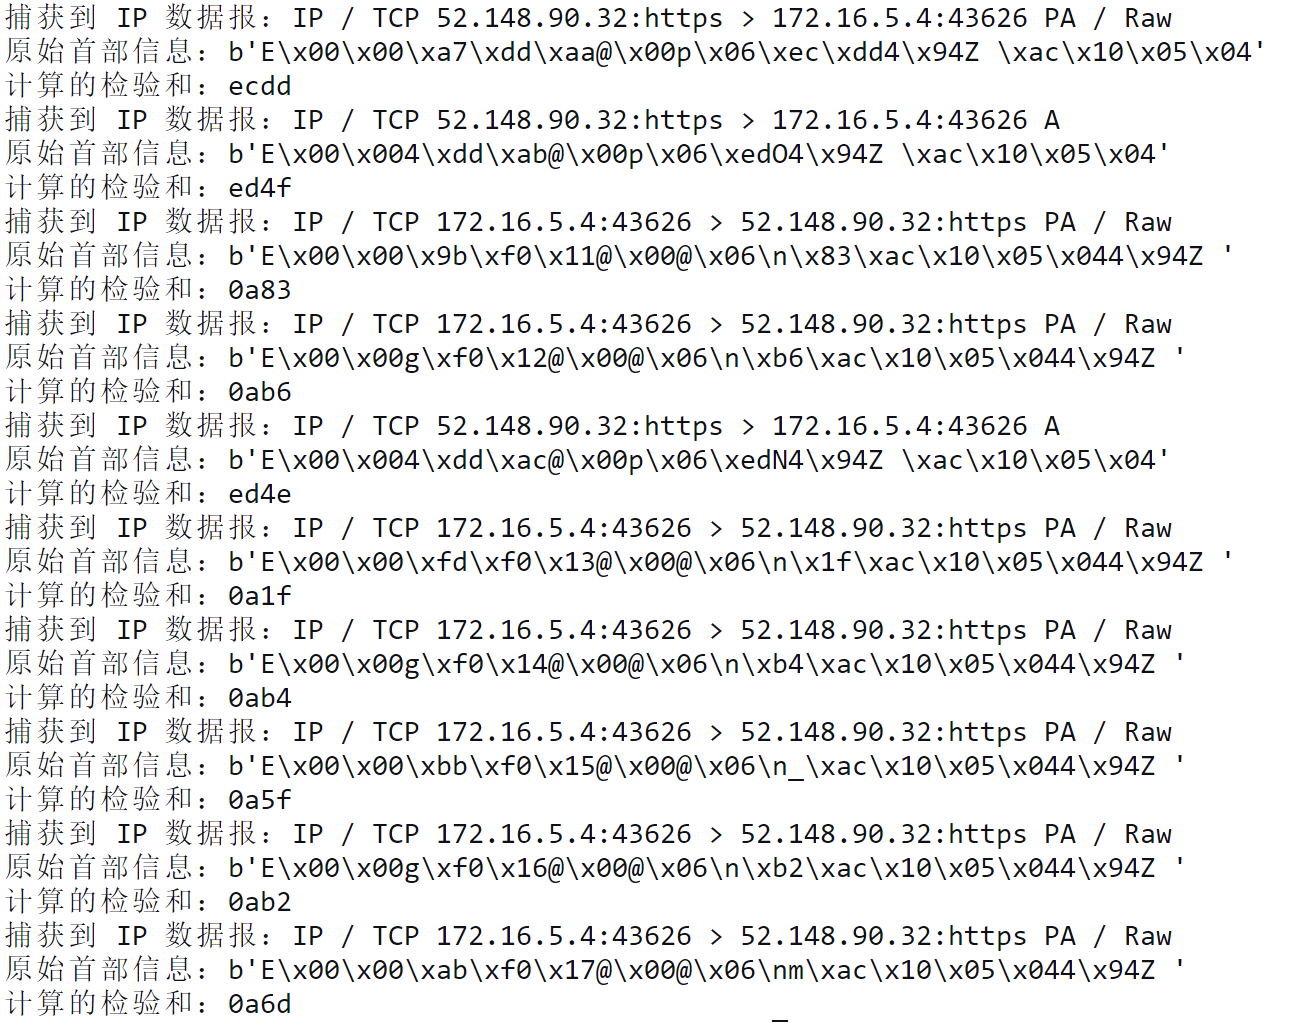 捕获到 IP 数据报：IP / TCP 52.148.90.32:https > 172.16.5.4:43626 PA / Raw
原始首部信息：b'E\x00\x00\xa7\xdd\xaa@\x00p\x06\xec\xdd4\x94Z \xac\x10\x05\x04'
计算的检验和：ecdd
捕获到 IP 数据报：IP / TCP 52.148.90.32:https > 172.16.5.4:43626 A
原始首部信息：b'E\x00\x004\xdd\xab@\x00p\x06\xedO4\x94Z \xac\x10\x05\x04'
计算的检验和：ed4f
捕获到 IP 数据报：IP / TCP 172.16.5.4:43626 > 52.148.90.32:https PA / Raw
原始首部信息：b'E\x00\x00\x9b\xf0\x11@\x00@\x06\n\x83\xac\x10\x05\x044\x94Z '
计算的检验和：0a83
捕获到 IP 数据报：IP / TCP 172.16.5.4:43626 > 52.148.90.32:https PA / Raw
原始首部信息：b'E\x00\x00g\xf0\x12@\x00@\x06\n\xb6\xac\x10\x05\x044\x94Z '
计算的检验和：0ab6
捕获到 IP 数据报：IP / TCP 52.148.90.32:https > 172.16.5.4:43626 A
原始首部信息：b'E\x00\x004\xdd\xac@\x00p\x06\xedN4\x94Z \xac\x10\x05\x04'
计算的检验和：ed4e
捕获到 IP 数据报：IP / TCP 172.16.5.4:43626 > 52.148.90.32:https PA / Raw
原始首部信息：b'E\x00\x00\xfd\xf0\x13@\x00@\x06\n\x1f\xac\x10\x05\x044\x94Z '
计算的检验和：0a1f
捕获到 IP 数据报：IP / TCP 172.16.5.4:43626 > 52.148.90.32:https PA / Raw
原始首部信息：b'E\x00\x00g\xf0\x14@\x00@\x06\n\xb4\xac\x10\x05\x044\x94Z '
计算的检验和：0ab4
捕获到 IP 数据报：IP / TCP 172.16.5.4:43626 > 52.148.90.32:https PA / Raw
原始首部信息：b'E\x00\x00\xbb\xf0\x15@\x00@\x06\n_\xac\x10\x05\x044\x94Z '
计算的检验和：0a5f
捕获到 IP 数据报：IP / TCP 172.16.5.4:43626 > 52.148.90.32:https PA / Raw
原始首部信息：b'E\x00\x00g\xf0\x16@\x00@\x06\n\xb2\xac\x10\x05\x044\x94Z '
计算的检验和：0ab2
捕获到 IP 数据报：IP / TCP 172.16.5.4:43626 > 52.148.90.32:https PA / Raw
原始首部信息：b'E\x00\x00\xab\xf0\x17@\x00@\x06\nm\xac\x10\x05\x044\x94Z '
计算的检验和：0a6d